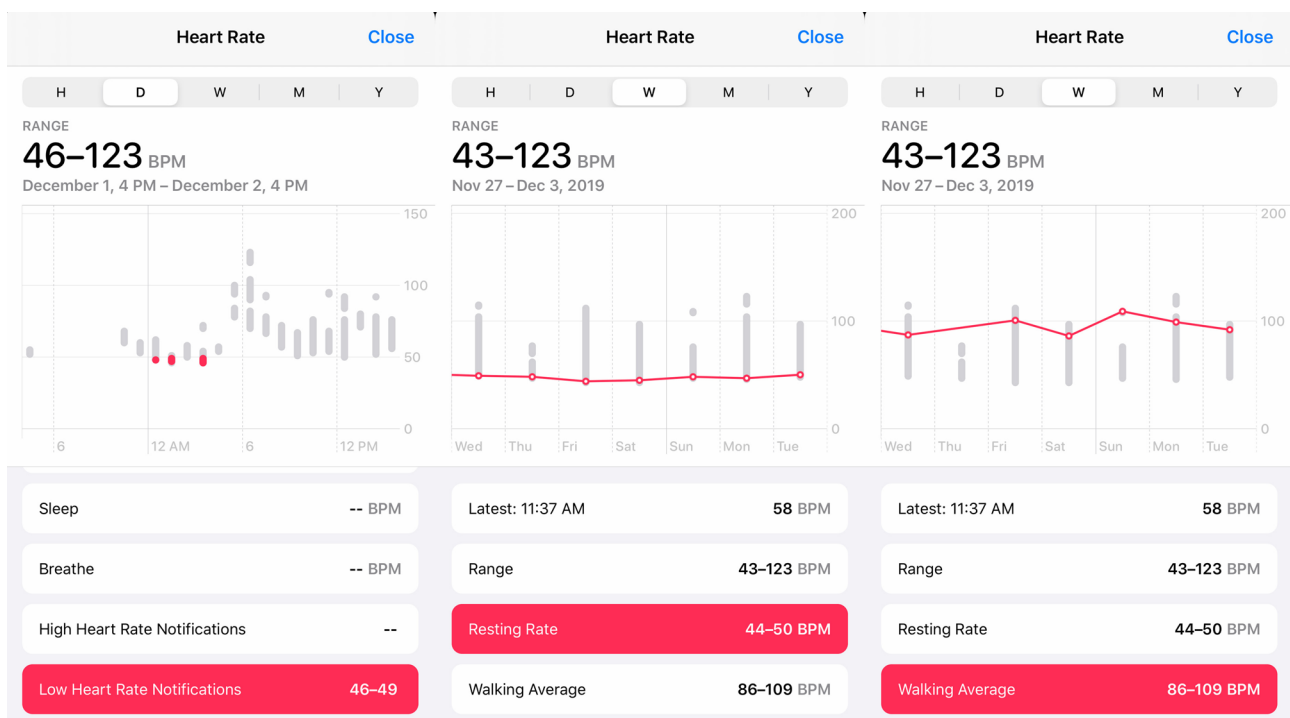 Heart Rate
Close
H D W M Y
RANGE
46–123 BPM
December 1, 4 PM – December 2, 4 PM
150
100
50
0
6 12 AM 6 12 PM
Sleep -- BPM
Breathe -- BPM
High Heart Rate Notifications --
Low Heart Rate Notifications 46–49
Heart Rate
Close
H D W M Y
RANGE
43–123 BPM
Nov 27 – Dec 3, 2019
200
100
0
Wed Thu Fri Sat Sun Mon Tue
Latest: 11:37 AM 58 BPM
Range 43–123 BPM
Resting Rate 44–50 BPM
Walking Average 86–109 BPM
Heart Rate
Close
H D W M Y
RANGE
43–123 BPM
Nov 27 – Dec 3, 2019
200
100
0
Wed Thu Fri Sat Sun Mon Tue
Latest: 11:37 AM 58 BPM
Range 43–123 BPM
Resting Rate 44–50 BPM
Walking Average 86–109 BPM